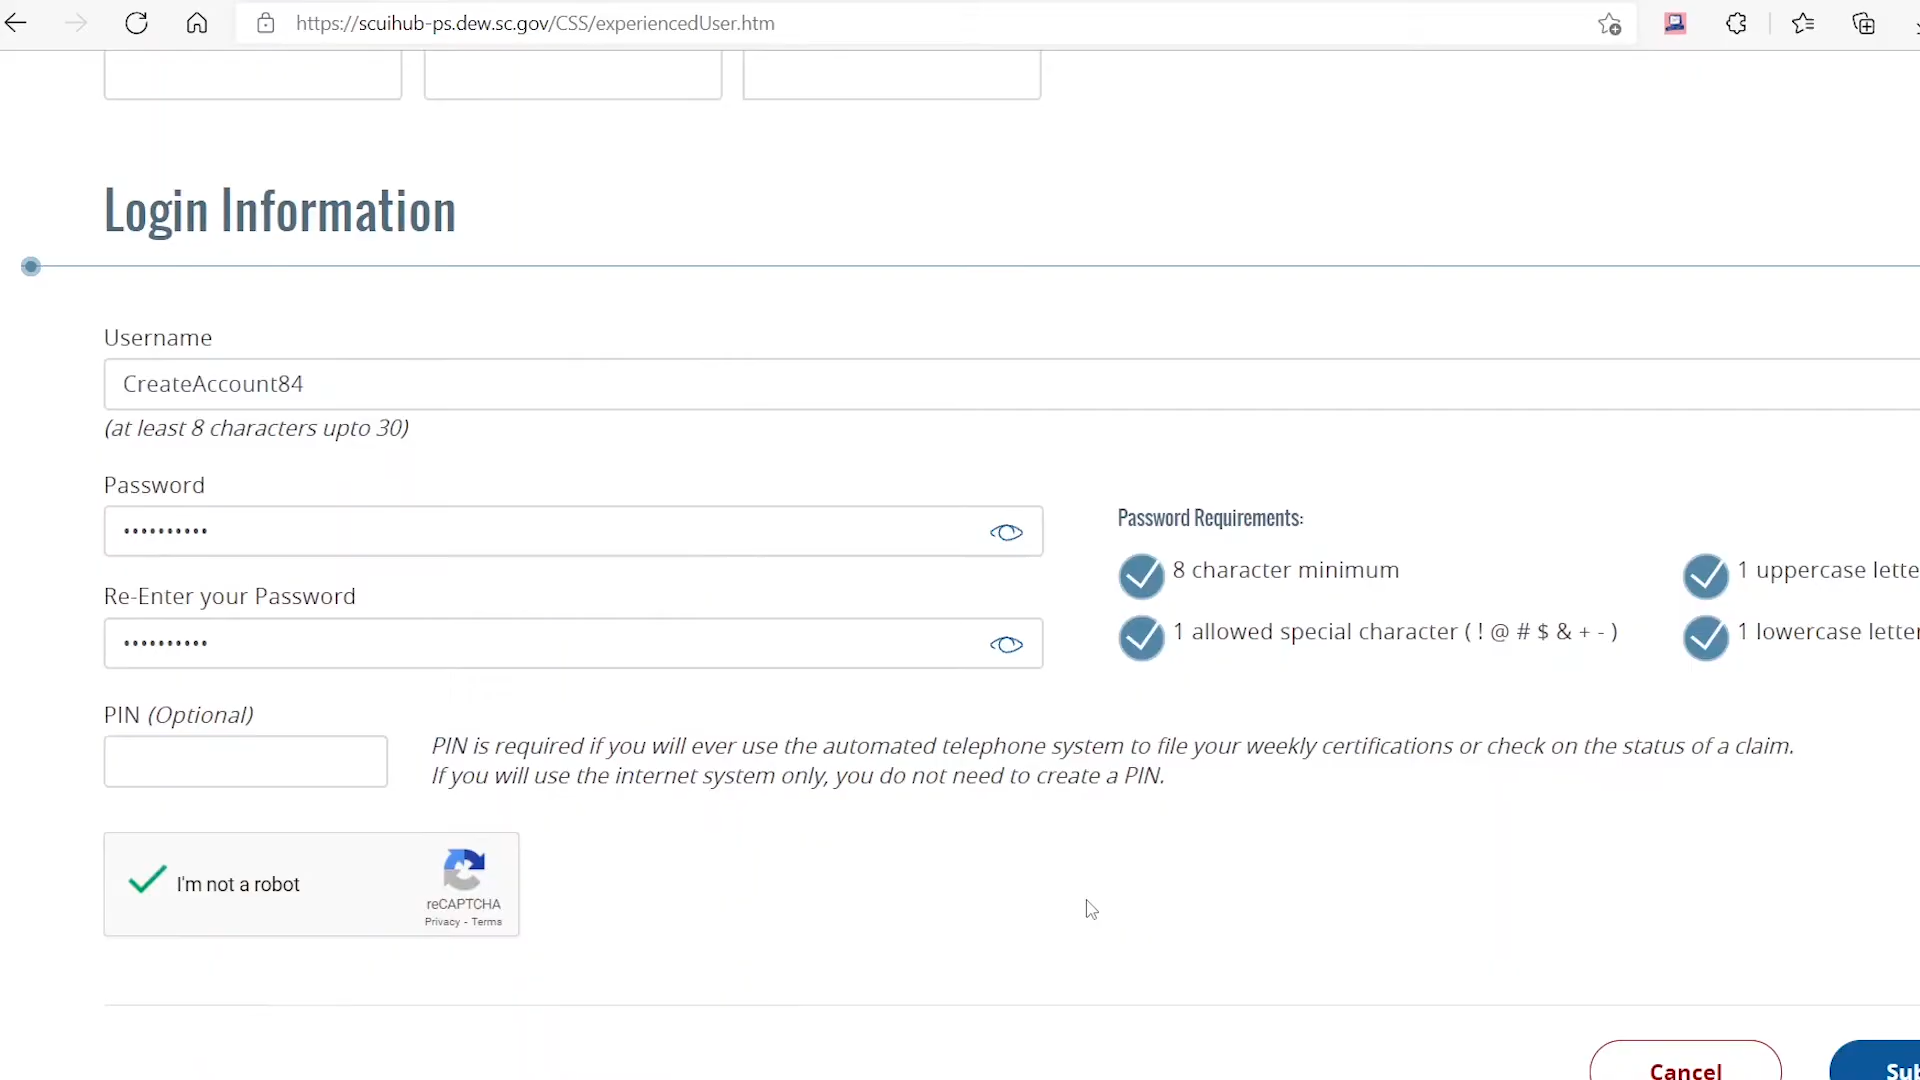 https://scuihub-ps.dew.sc.gov/CSS/experiencedUser.htm
Login Information
Username
CreateAccount84
(at least 8 characters upto 30)
Password
••••••••••
Password Requirements:
8 character minimum
1 uppercase lette
Re-Enter your Password
1 allowed special character ( ! @ # $ & + - )
1 lowercase letter
••••••••••
PIN (Optional)
PIN is required if you will ever use the automated telephone system to file your weekly certifications or check on the status of a claim.
If you will use the internet system only, you do not need to create a PIN.
I'm not a robot
reCAPTCHA
Privacy - Terms
Cancel
Sub